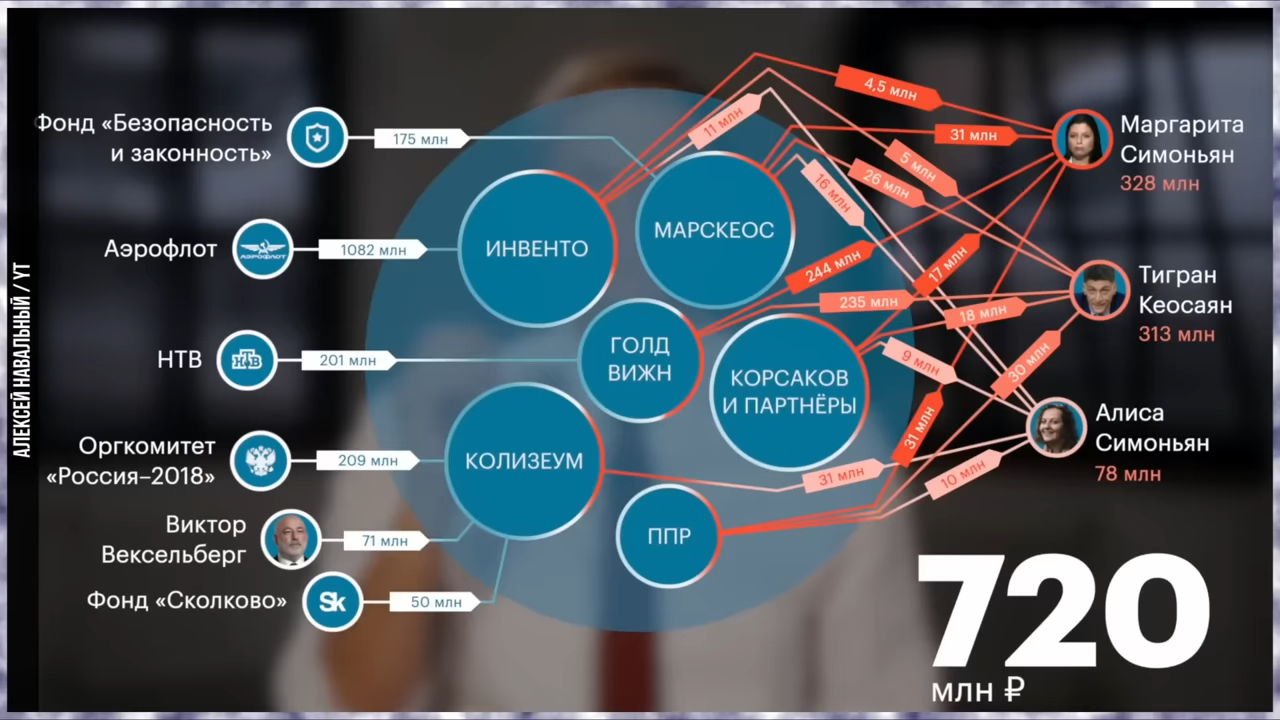 АЛЕКСЕЙ НАВАЛЬНЫЙ / YT
Фонд «Безопасность
и законность»
175 млн
Аэрофлот
АЭРОФЛОТ
1082 млн
НТВ
НТВ
201 млн
Оргкомитет
«Россия–2018»
209 млн
Виктор
Вексельберг
71 млн
Фонд «Сколково»
Sk
50 млн
ИНВЕНТО
МАРСКЕОС
ГОЛД
ВИЖН
КОРСАКОВ
И ПАРТНЁРЫ
КОЛИЗЕУМ
ППР
4,5 млн
11 млн
31 млн
5 млн
26 млн
16 млн
244 млн
17 млн
235 млн
18 млн
9 млн
30 млн
31 млн
31 млн
10 млн
Маргарита
Симоньян
328 млн
Тигран
Кеосаян
313 млн
Алиса
Симоньян
78 млн
720
млн ₽